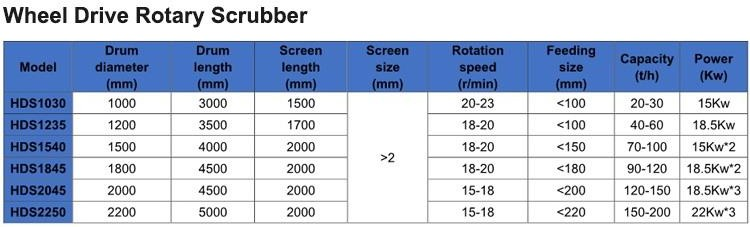 Wheel Drive Rotary Scrubber
Model Drum diameter (mm) Drum length (mm) Screen length (mm) Screen size (mm) Rotation speed (r/min) Feeding size (mm) Capacity (t/h) Power (Kw)
HDS1030 1000 3000 1500 >2 20-23 <100 20-30 15Kw
HDS1235 1200 3500 1700 18-20 <100 40-60 18.5Kw
HDS1540 1500 4000 2000 18-20 <150 70-100 15Kw*2
HDS1845 1800 4500 2000 18-20 <180 90-120 18.5Kw*2
HDS2045 2000 4500 2000 15-18 <200 120-150 18.5Kw*3
HDS2250 2200 5000 2000 15-18 <220 150-200 22Kw*3